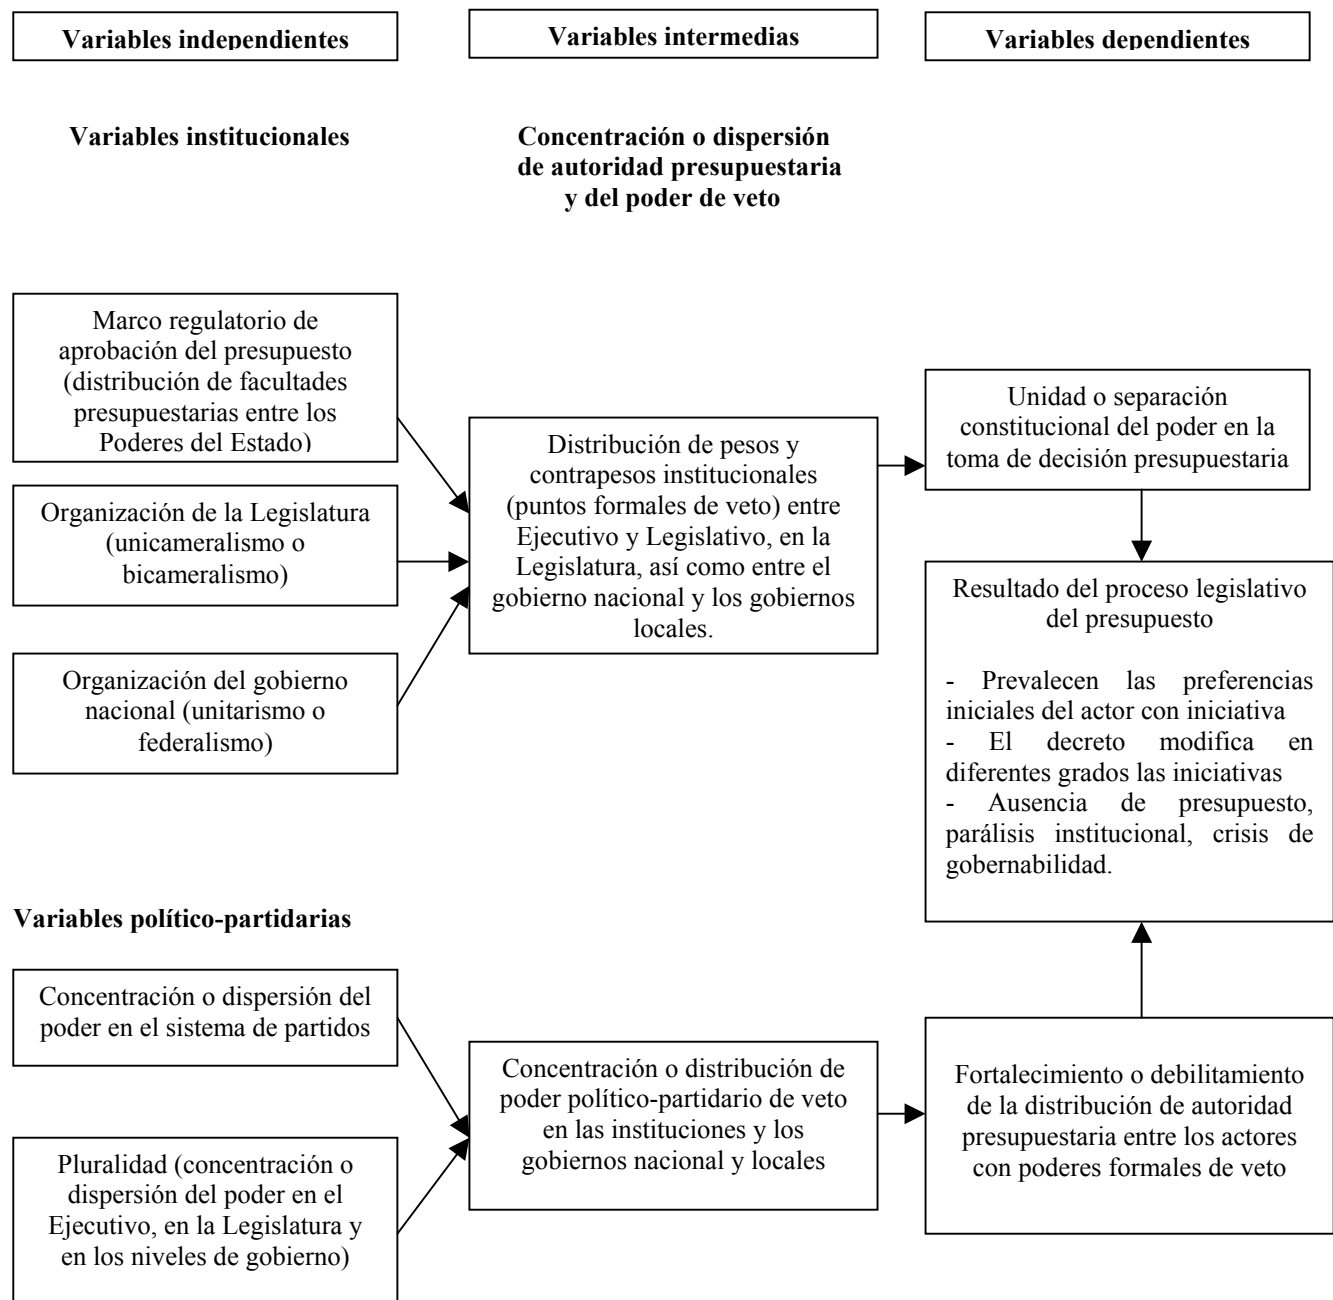 Variables independientes
Variables intermedias
Variables dependientes
Variables institucionales
Concentración o dispersión
de autoridad presupuestaria
y del poder de veto
Marco regulatorio de
aprobación del presupuesto
(distribución de facultades
presupuestarias entre los
Poderes del Estado)
Organización de la Legislatura
(unicameralismo o
bicameralismo)
Organización del gobierno
nacional (unitarismo o
federalismo)
Distribución de pesos y
contrapesos institucionales
(puntos formales de veto) entre
Ejecutivo y Legislativo, en la
Legislatura, así como entre el
gobierno nacional y los gobiernos
locales.
Unidad o separación
constitucional del poder en la
toma de decisión presupuestaria
Resultado del proceso legislativo
del presupuesto
- Prevalecen las preferencias
iniciales del actor con iniciativa
- El decreto modifica en
diferentes grados las iniciativas
- Ausencia de presupuesto,
parálisis institucional, crisis de
gobernabilidad.
Variables político-partidarias
Concentración o dispersión del
poder en el sistema de partidos
Pluralidad (concentración o
dispersión del poder en el
Ejecutivo, en la Legislatura y
en los niveles de gobierno)
Concentración o distribución de
poder político-partidario de veto
en las instituciones y los
gobiernos nacional y locales
Fortalecimiento o debilitamiento
de la distribución de autoridad
presupuestaria entre los actores
con poderes formales de veto